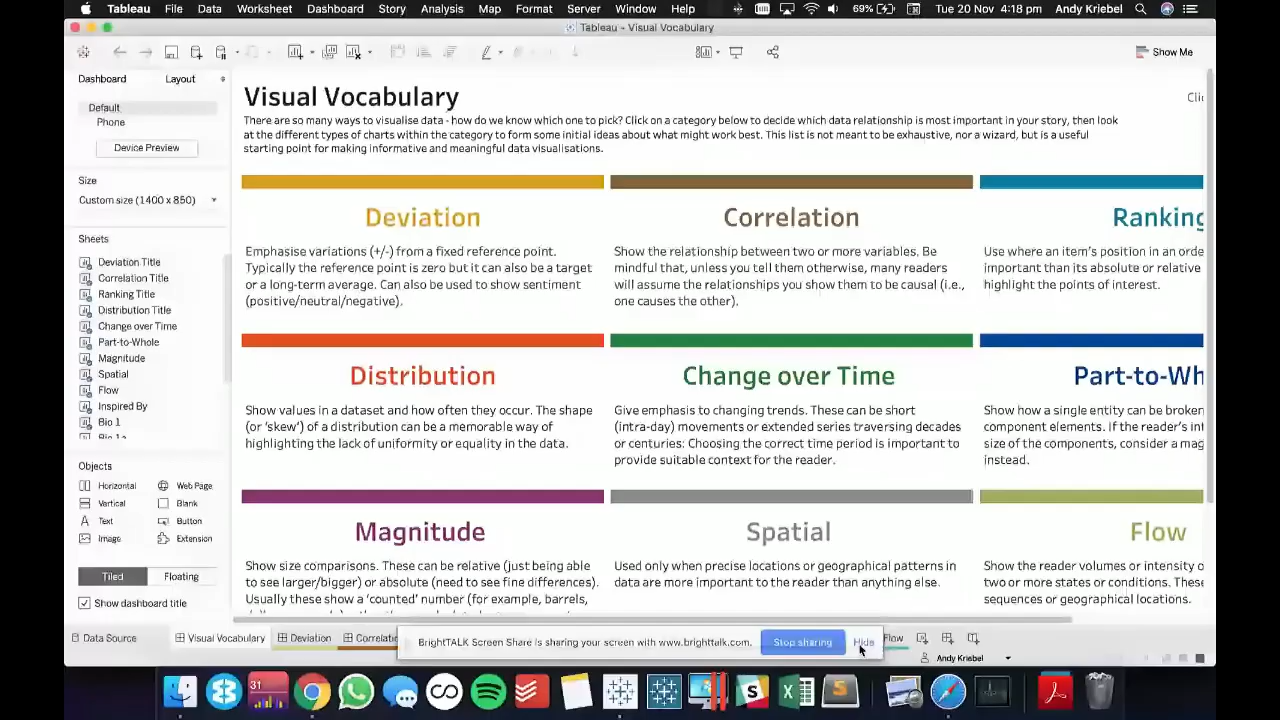 Tableau File Data Worksheet Dashboard Story Analysis Map Format Server Window Help 69% Tue 20 Nov 4:18 pm Andy Kriebel
Tableau - Visual Vocabulary
Show Me
Dashboard Layout
Default
Phone
Device Preview
Size
Custom size (1400 x 850)
Sheets
Deviation Title
Correlation Title
Ranking Title
Distribution Title
Change over Time
Part-to-Whole
Magnitude
Spatial
Flow
Inspired By
Bio 1
Bio 1a
Objects
Horizontal Web Page
Vertical Blank
Text Button
Image Extension
Tiled Floating
Show dashboard title
Visual Vocabulary
Clic
There are so many ways to visualise data - how do we know which one to pick? Click on a category below to decide which data relationship is most important in your story, then look
at the different types of charts within the category to form some initial ideas about what might work best. This list is not meant to be exhaustive, nor a wizard, but is a useful
starting point for making informative and meaningful data visualisations.
Deviation
Emphasise variations (+/-) from a fixed reference point.
Typically the reference point is zero but it can also be a target
or a long-term average. Can also be used to show sentiment
(positive/neutral/negative).
Correlation
Show the relationship between two or more variables. Be
mindful that, unless you tell them otherwise, many readers
will assume the relationships you show them to be causal (i.e.,
one causes the other).
Ranking
Use where an item's position in an orde
important than its absolute or relative
highlight the points of interest.
Distribution
Show values in a dataset and how often they occur. The shape
(or 'skew') of a distribution can be a memorable way of
highlighting the lack of uniformity or equality in the data.
Change over Time
Give emphasis to changing trends. These can be short
(intra-day) movements or extended series traversing decades
or centuries: Choosing the correct time period is important to
provide suitable context for the reader.
Part-to-Wh
Show how a single entity can be broken
component elements. If the reader's int
size of the components, consider a mag
instead.
Magnitude
Show size comparisons. These can be relative (just being able
to see larger/bigger) or absolute (need to see fine differences).
Usually these show a 'counted' number (for example, barrels,
Spatial
Used only when precise locations or geographical patterns in
data are more important to the reader than anything else.
Flow
Show the reader volumes or intensity o
two or more states or conditions. These
sequences or geographical locations.
Data Source Visual Vocabulary Deviation Correlatio Flow
BrightTALK Screen Share is sharing your screen with www.brighttalk.com. Stop sharing Hide
Andy Kriebel
31